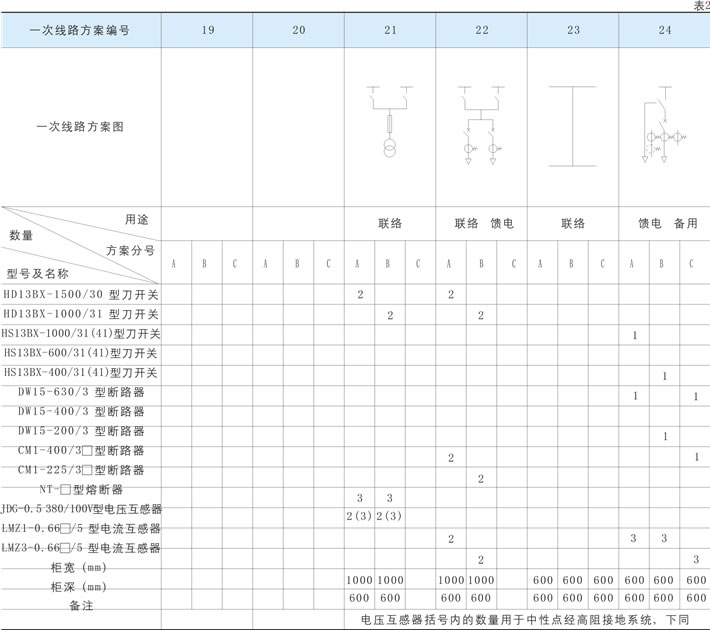 表2
一次线路方案编号 19 20 21 22 23 24
一次线路方案图
用途 联络 联络 馈电 联络 馈电 备用
数量
方案分号
型号及名称
A B C A B C A B C A B C A B C A B C
HD13BX-1500/30 型刀开关 2 2
HD13BX-1000/31 型刀开关 2 2
HS13BX-1000/31(41)型刀开关 1
HS13BX-600/31(41)型刀开关
HS13BX-400/31(41)型刀开关 1
DW15-630/3 型断路器 1 1
DW15-400/3 型断路器
DW15-200/3 型断路器 1
CM1-400/3□型断路器 2 1
CM1-225/3□型断路器 2
NT-□型熔断器 3 3
JDG-0.5 380/100V型电压互感器 2(3) 2(3)
LMZ1-0.66□/5 型电流互感器 2 3 3
LMZ3-0.66□/5 型电流互感器 2 3
柜宽 (mm) 1000 1000 1000 1000 600 600 600 600 600 600
柜深 (mm) 600 600 600 600 600 600 600 600 600 600
备注 电压互感器括号内的数量用于中性点经高阻接地系统，下同